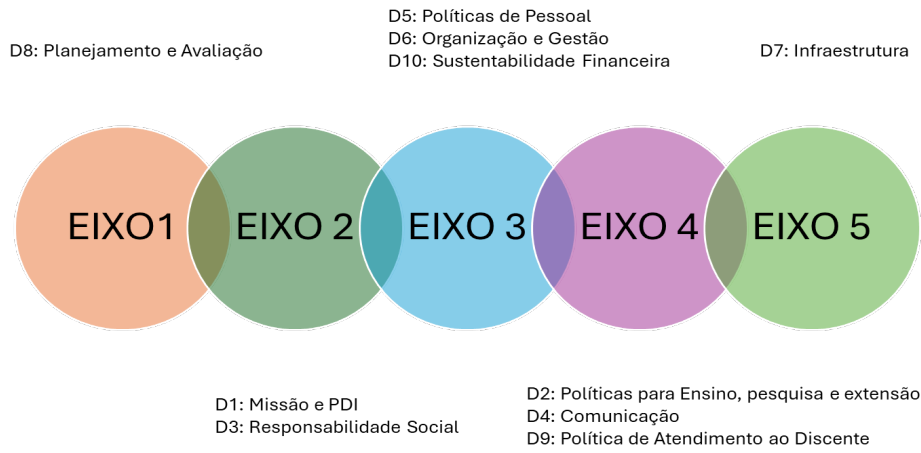 D8: Planejamento e Avaliação
D5: Políticas de Pessoal
D6: Organização e Gestão
D10: Sustentabilidade Financeira
D7: Infraestrutura
EIXO1
EIXO 2
EIXO 3
EIXO 4
EIXO 5
D1: Missão e PDI
D3: Responsabilidade Social
D2: Políticas para Ensino, pesquisa e extensão
D4: Comunicação
D9: Política de Atendimento ao Discente